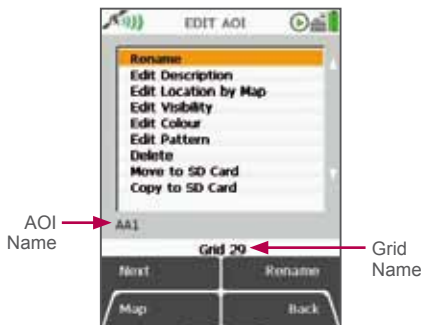 EDIT AOI
Rename
Edit Description
Edit Location by Map
Edit Visibility
Edit Colour
Edit Pattern
Delete
Move to SD Card
Copy to SD Card
AOI Name
AA1
Grid 29
Grid Name
Next
Rename
Map
Back